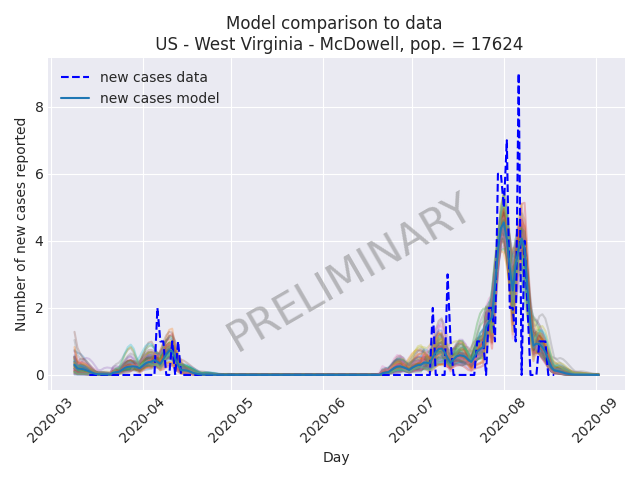 Model comparison to data
US - West Virginia - McDowell, pop. = 17624
new cases data
new cases model
Number of new cases reported
8
6
4
2
0
PRELIMINARY
2020-03
2020-04
2020-05
2020-06
2020-07
2020-08
2020-09
Day